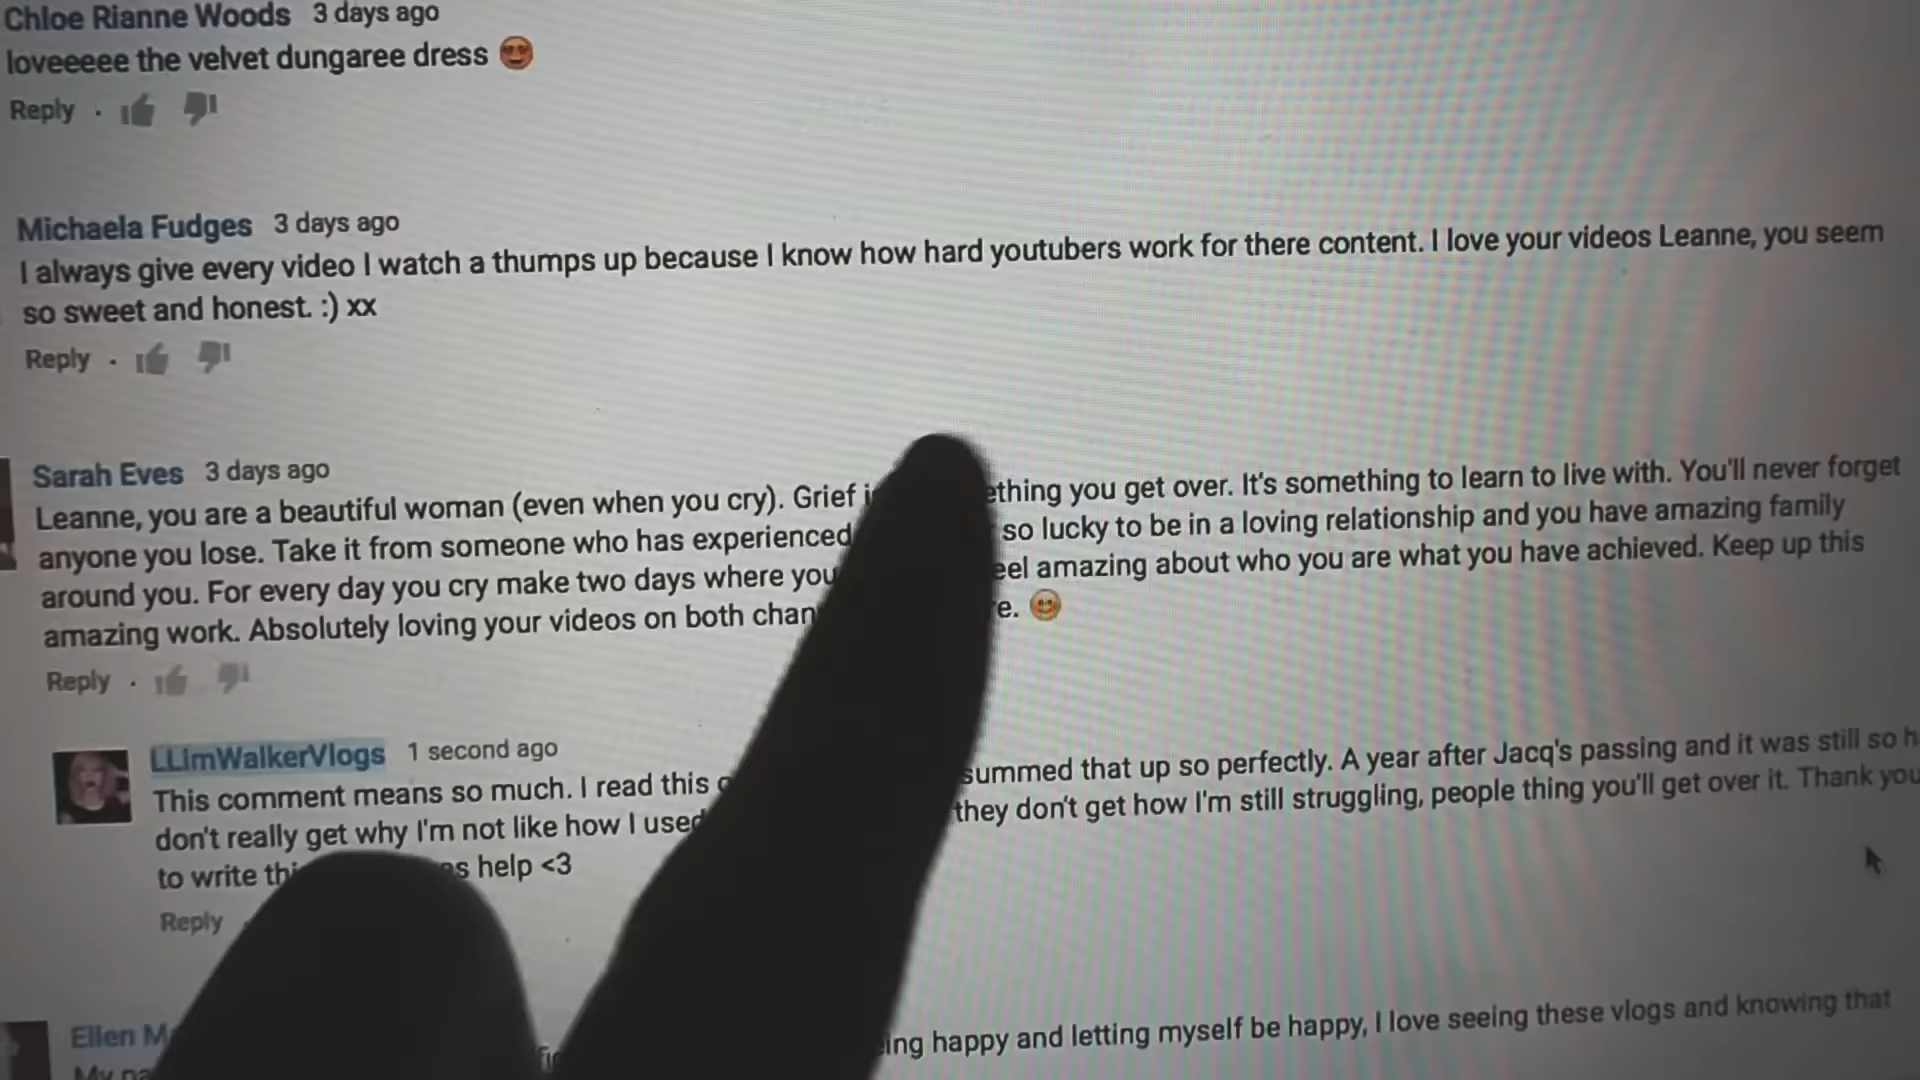 Chloe Rianne Woods 3 days ago
loveeeee the velvet dungaree dress 😍
Reply ·
Michaela Fudges 3 days ago
I always give every video I watch a thumps up because I know how hard youtubers work for there content. I love your videos Leanne, you seem
so sweet and honest. :) xx
Reply ·
Sarah Eves 3 days ago
Leanne, you are a beautiful woman (even when you cry). Grief you get over. It's something to learn to live with. You'll never forget
anyone you lose. Take it from someone who has experienced so lucky to be in a loving relationship and you have amazing family
around you. For every day you cry make two days where you amazing about who you are what you have achieved. Keep up this
amazing work. Absolutely loving your videos on both 😊
Reply ·
LLimWalkerVlogs 1 second ago
This comment means so much. I read this summed that up so perfectly. A year after Jacq's passing and it was still so
don't really get why I'm not like how I used they don't get how I'm still struggling, people thing you'll get over it. Thank you
to write help <3
Reply
Ellen
happy and letting myself be happy, I love seeing these vlogs and knowing that
My